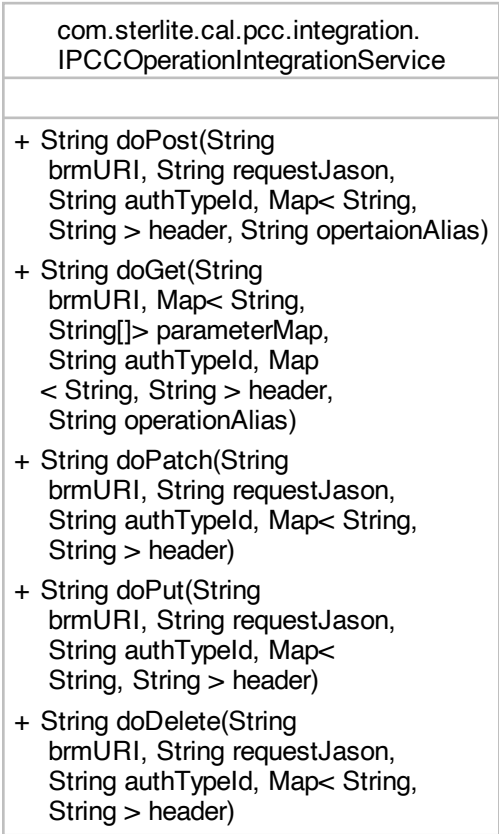 com.sterlite.cal.pcc.integration.
IPCCOperationIntegrationService
+ String doPost(String
brmURI, String requestJason,
String authTypeId, Map< String,
String > header, String opertaionAlias)
+ String doGet(String
brmURI, Map< String,
String[]> parameterMap,
String authTypeId, Map
< String, String > header,
String operationAlias)
+ String doPatch(String
brmURI, String requestJason,
String authTypeId, Map< String,
String > header)
+ String doPut(String
brmURI, String requestJason,
String authTypeId, Map<
String, String > header)
+ String doDelete(String
brmURI, String requestJason,
String authTypeId, Map< String,
String > header)